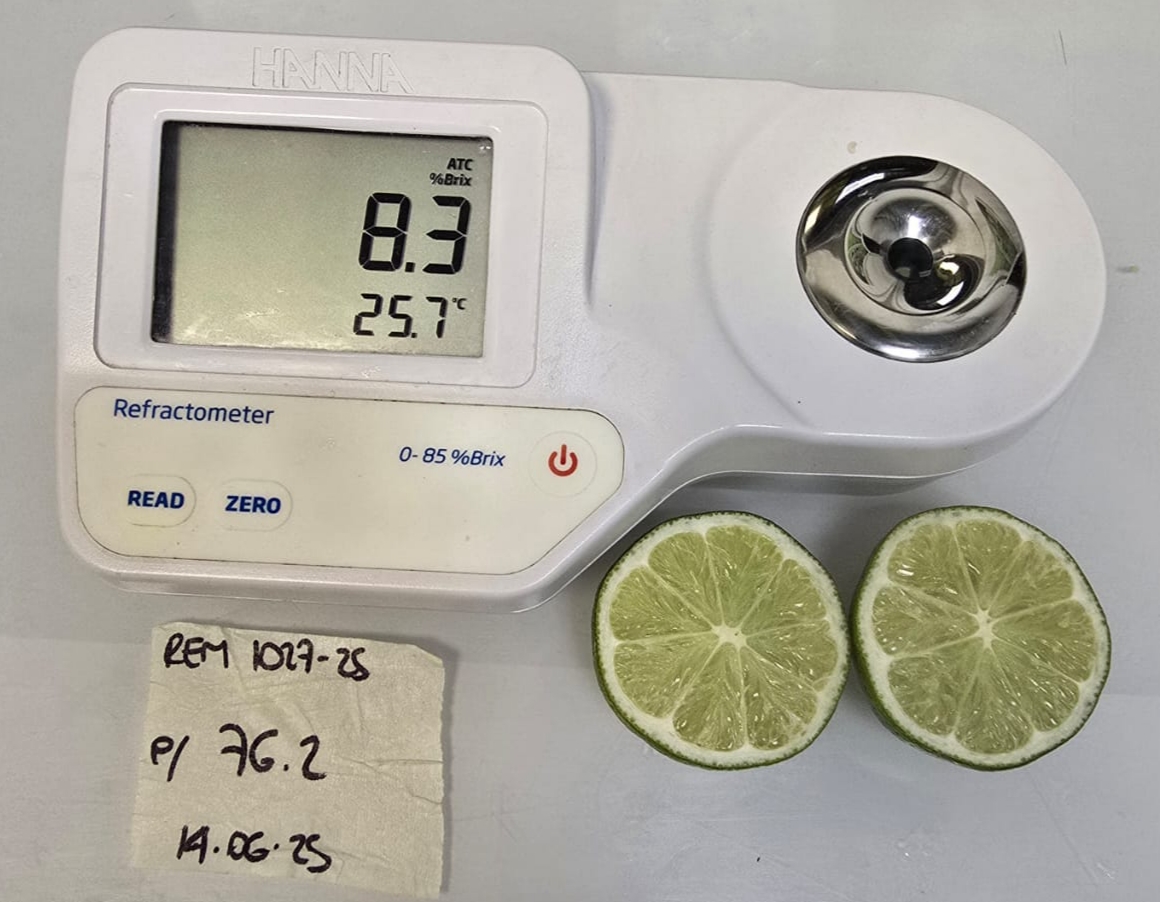 HANNA
ATC
%Brix
8.3
25.7°C
Refractometer
0-85 %Brix
READ ZERO
REM 1027-25
P/ 76.2
14.06.25